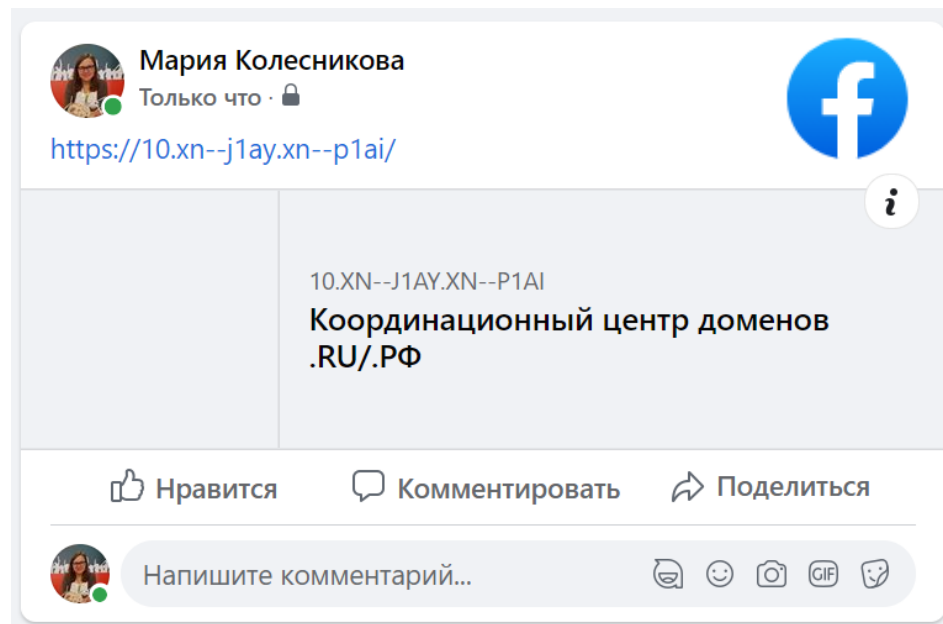 Мария Колесникова
Только что ·
https://10.xn--j1ay.xn--p1ai/
10.XN--J1AY.XN--P1AI
Координационный центр доменов
.RU/.РФ
Нравится Комментировать Поделиться
Напишите комментарий... GIF